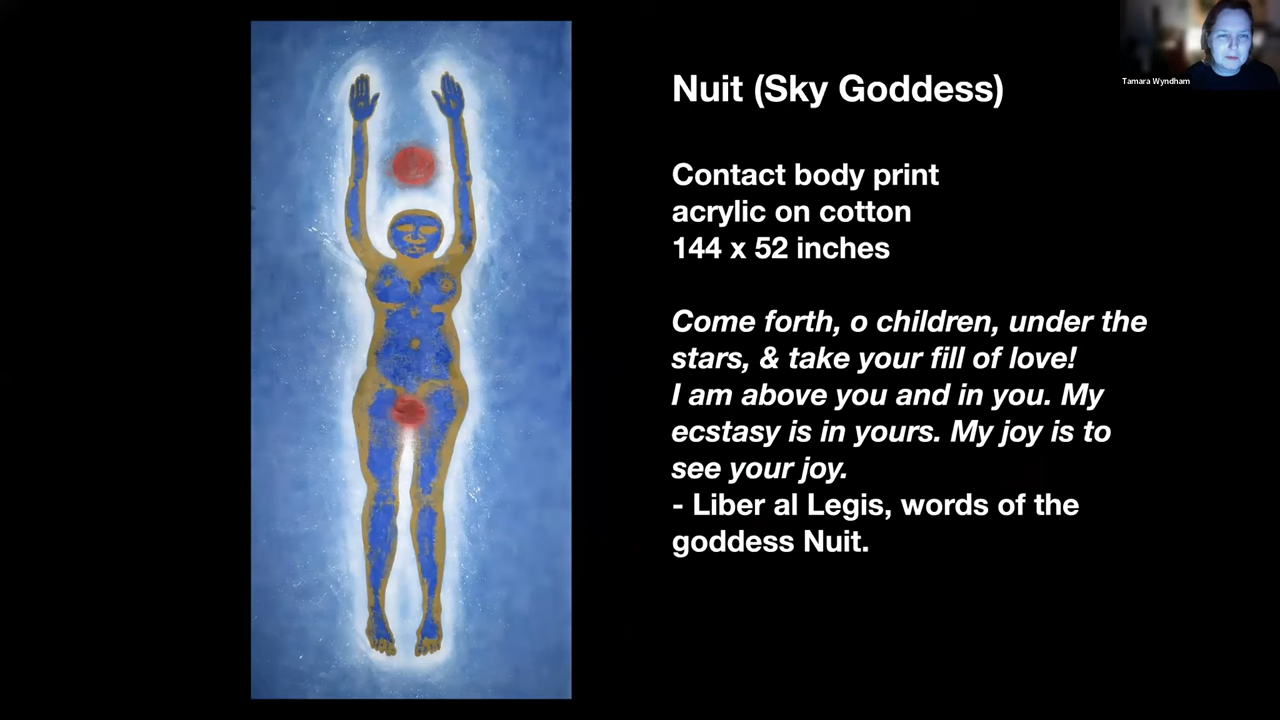 Nuit (Sky Goddess)
Contact body print
acrylic on cotton
144 x 52 inches
Come forth, o children, under the
stars, & take your fill of love!
I am above you and in you. My
ecstasy is in yours. My joy is to
see your joy.
- Liber al Legis, words of the
goddess Nuit.
Tamara Wyndham